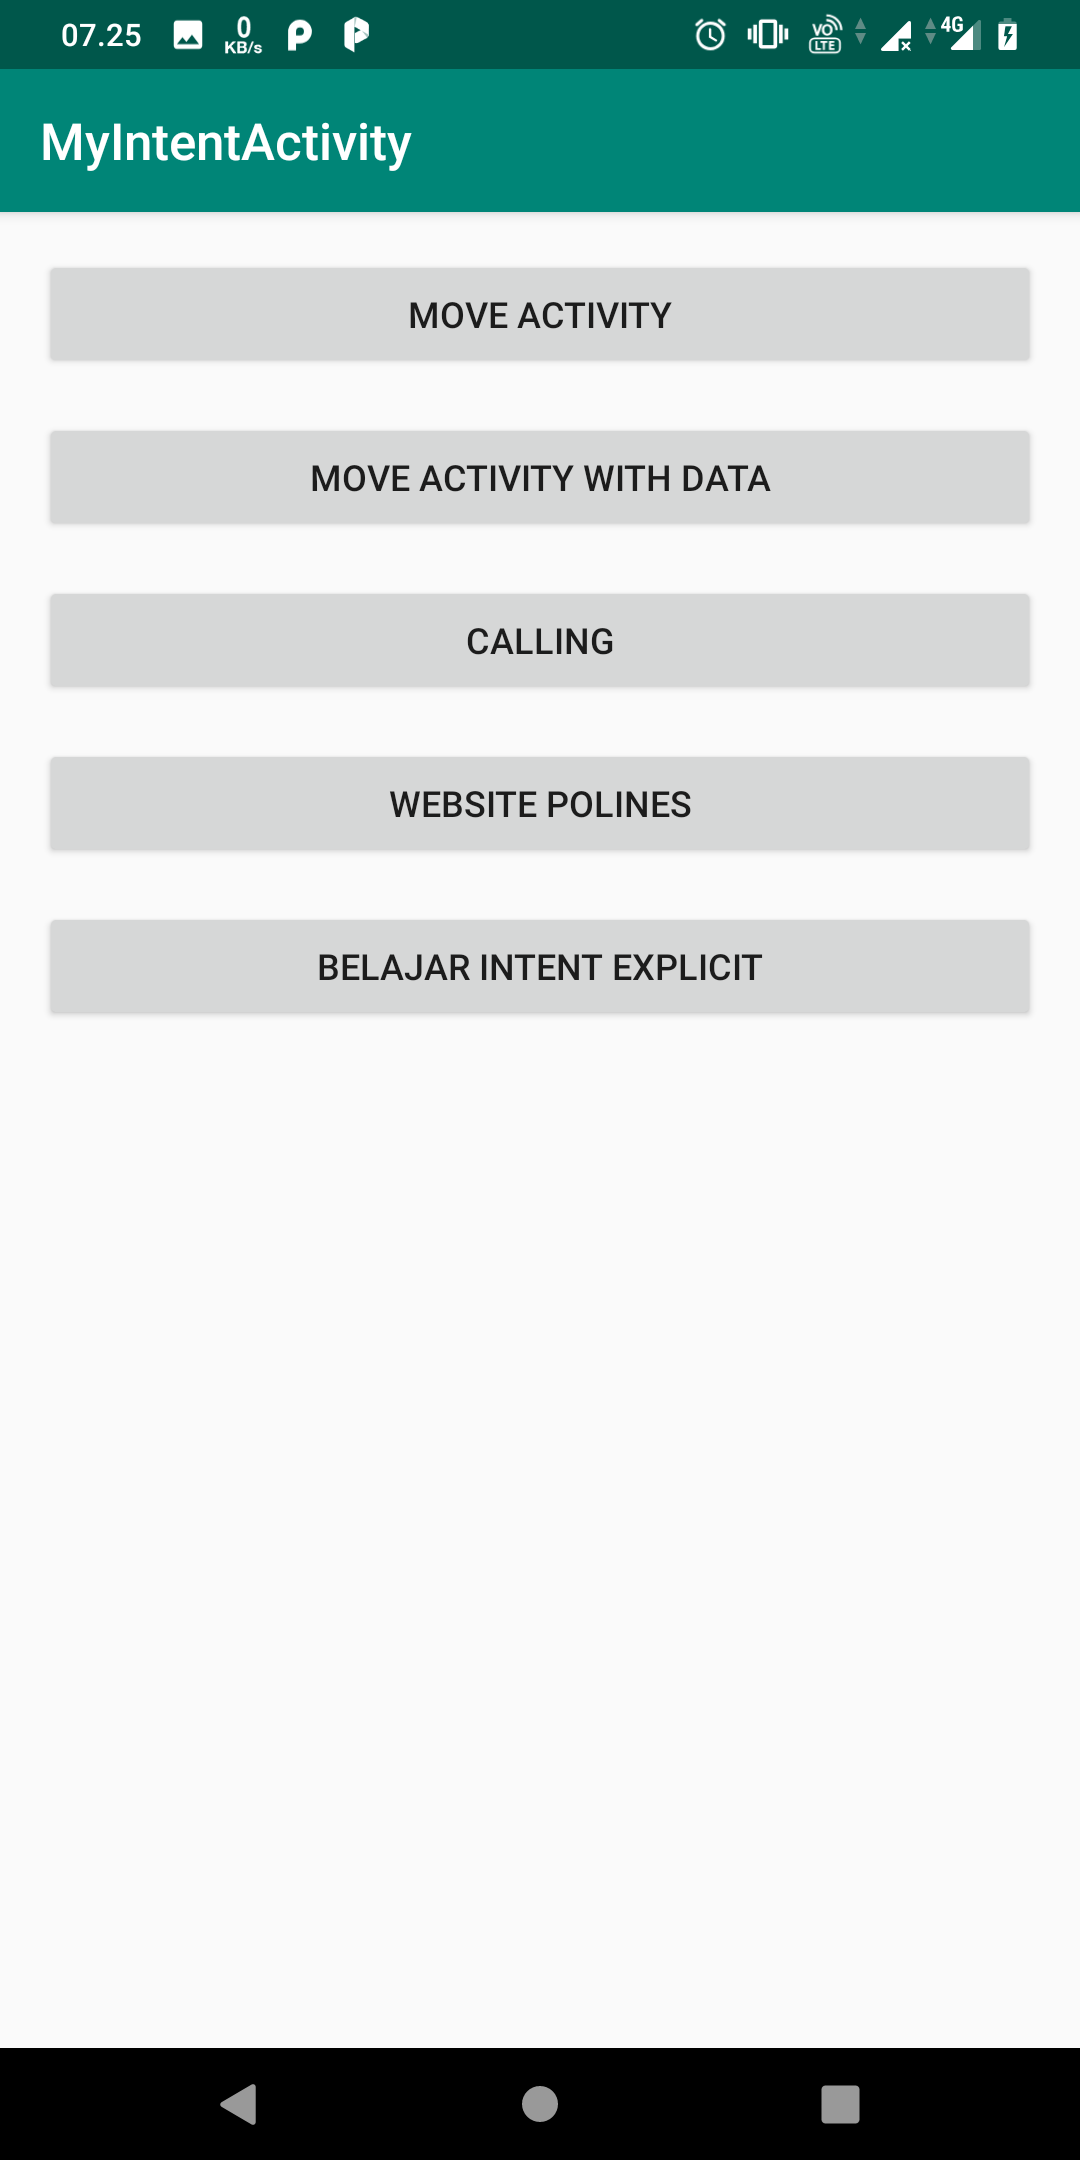 07.25 0 KB/s VO LTE 4G
MyIntentActivity
MOVE ACTIVITY
MOVE ACTIVITY WITH DATA
CALLING
WEBSITE POLINES
BELAJAR INTENT EXPLICIT